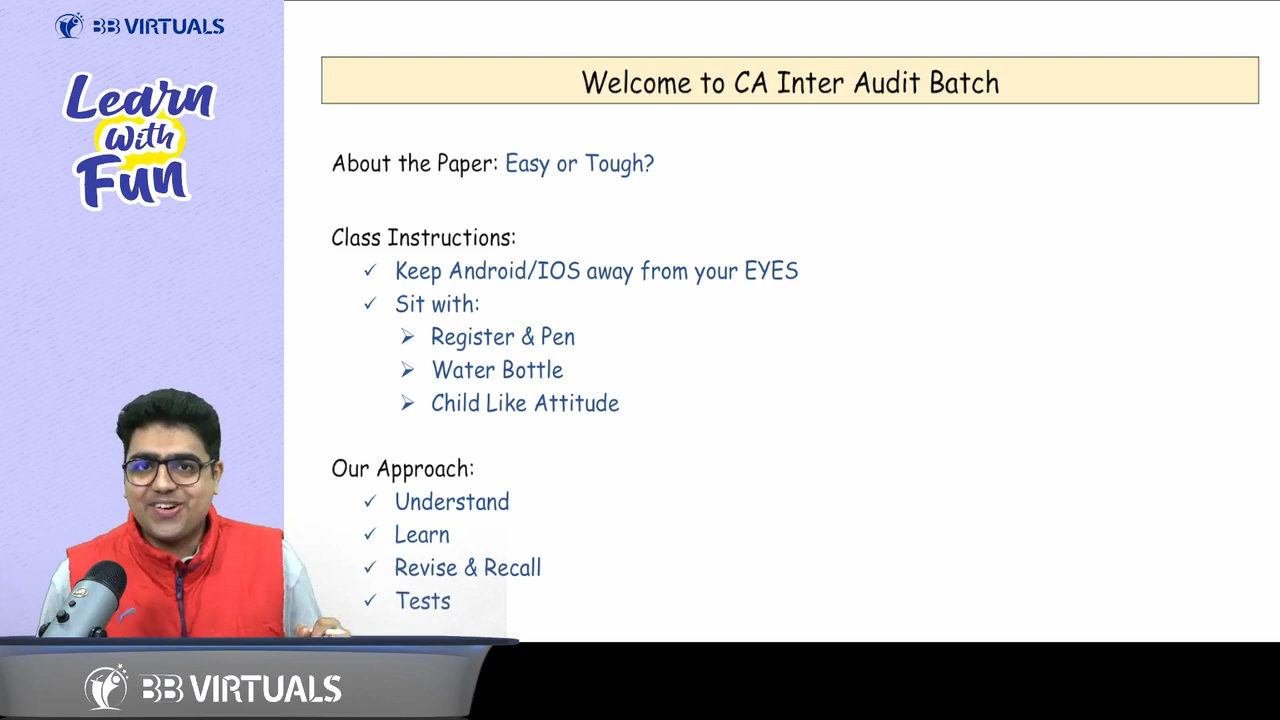 BB VIRTUALS
Learn
With
Fun
Welcome to CA Inter Audit Batch
About the Paper: Easy or Tough?
Class Instructions:
✓ Keep Android/IOS away from your EYES
✓ Sit with:
➢ Register & Pen
➢ Water Bottle
➢ Child Like Attitude
Our Approach:
✓ Understand
✓ Learn
✓ Revise & Recall
✓ Tests
BB VIRTUALS